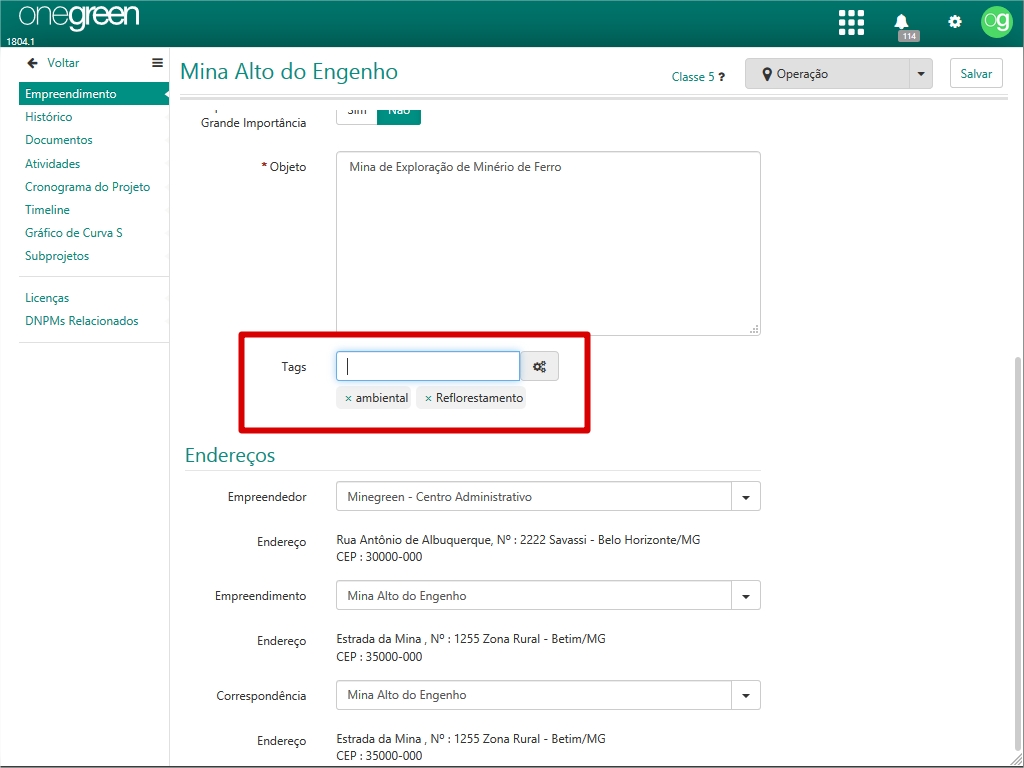 onegreen
1804.1
114
og
Voltar
Empreendimento
Histórico
Documentos
Atividades
Cronograma do Projeto
Timeline
Gráfico de Curva S
Subprojetos
Licenças
DNPMs Relacionados
Mina Alto do Engenho
Classe 5 ?
Operação
Salvar
Grande Importância
Sim Não
* Objeto
Mina de Exploração de Minério de Ferro
Tags
× ambiental × Reflorestamento
Endereços
Empreendedor
Minegreen - Centro Administrativo
Endereço
Rua Antônio de Albuquerque, Nº : 2222 Savassi - Belo Horizonte/MG
CEP : 30000-000
Empreendimento
Mina Alto do Engenho
Endereço
Estrada da Mina , Nº : 1255 Zona Rural - Betim/MG
CEP : 35000-000
Correspondência
Mina Alto do Engenho
Endereço
Estrada da Mina , Nº : 1255 Zona Rural - Betim/MG
CEP : 35000-000